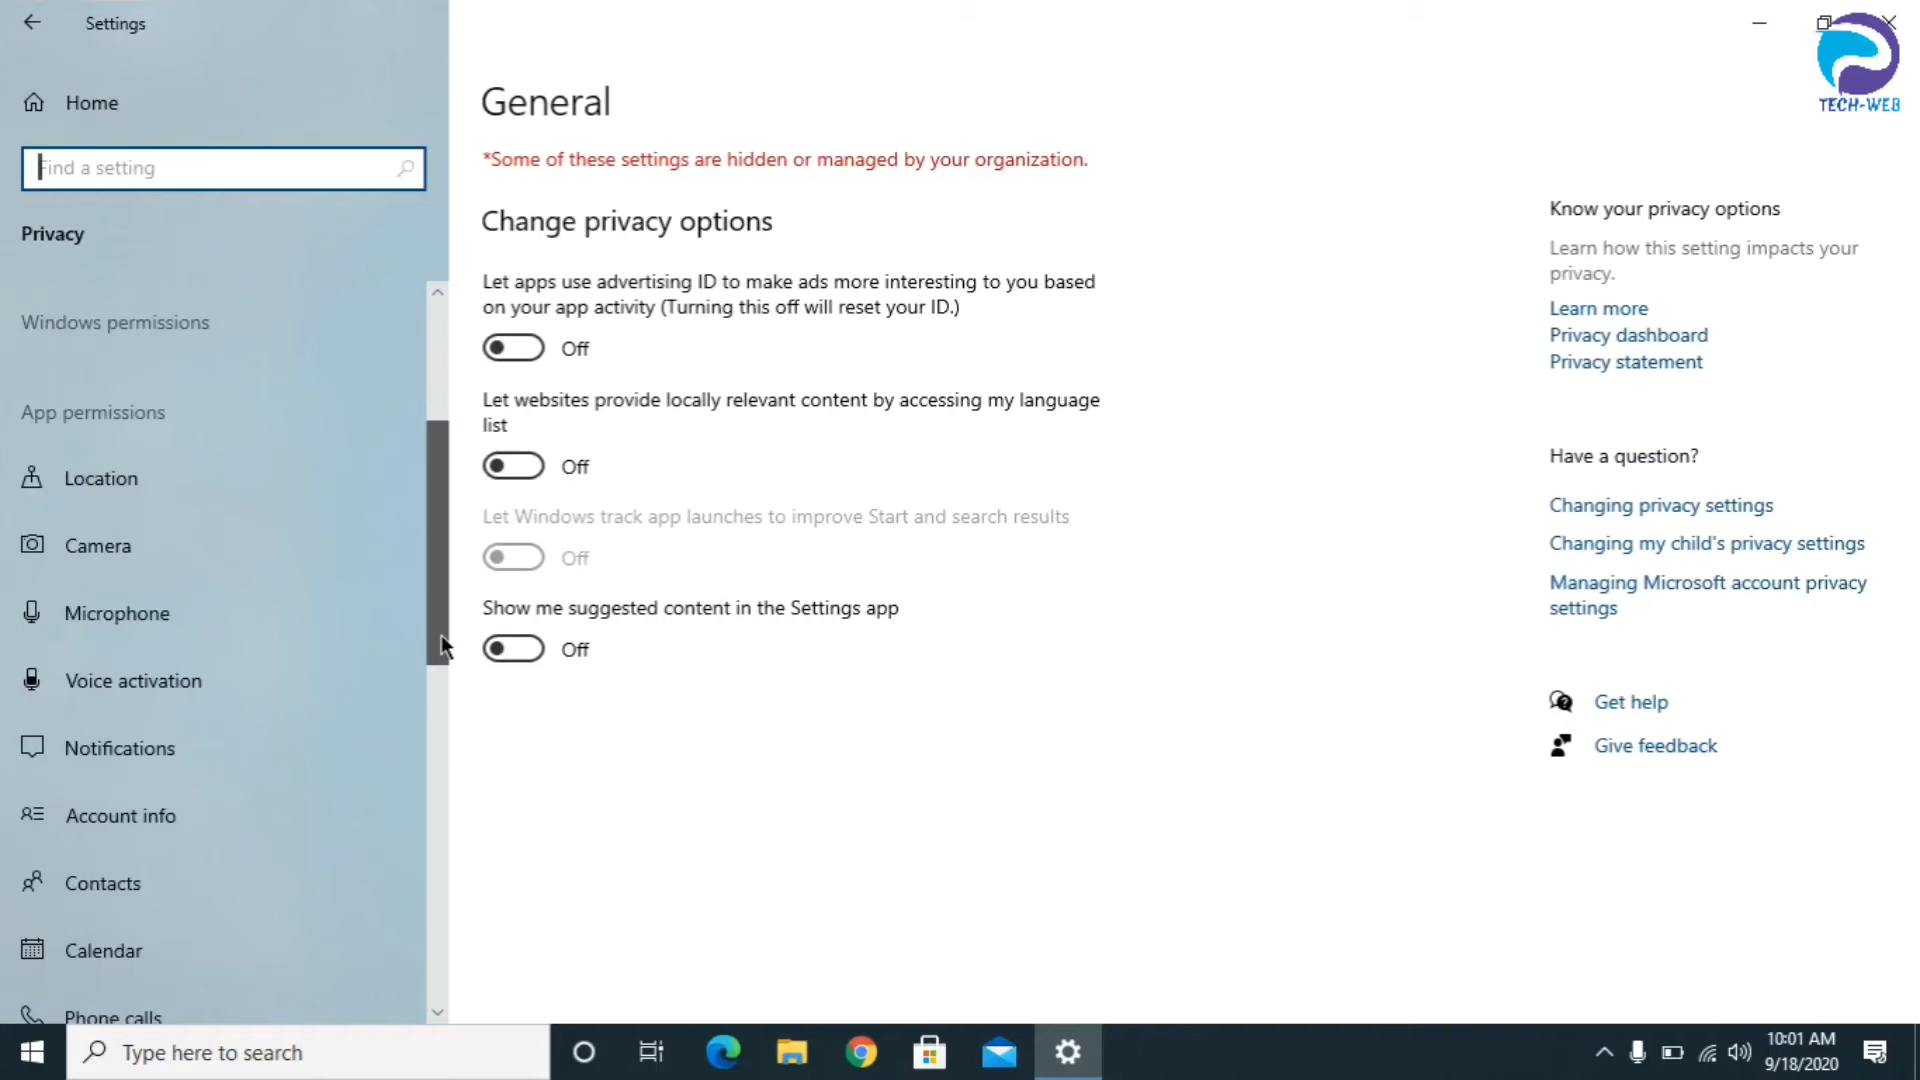 Settings
Home
Find a setting
Privacy
Windows permissions
App permissions
Location
Camera
Microphone
Voice activation
Notifications
Account info
Contacts
Calendar
Phone calls
General
*Some of these settings are hidden or managed by your organization.
Change privacy options
Let apps use advertising ID to make ads more interesting to you based
on your app activity (Turning this off will reset your ID.)
Off
Let websites provide locally relevant content by accessing my language
list
Off
Let Windows track app launches to improve Start and search results
Off
Show me suggested content in the Settings app
Off
TECH-WEB
Know your privacy options
Learn how this setting impacts your
privacy.
Learn more
Privacy dashboard
Privacy statement
Have a question?
Changing privacy settings
Changing my child's privacy settings
Managing Microsoft account privacy
settings
Get help
Give feedback
Type here to search
10:01 AM
9/18/2020